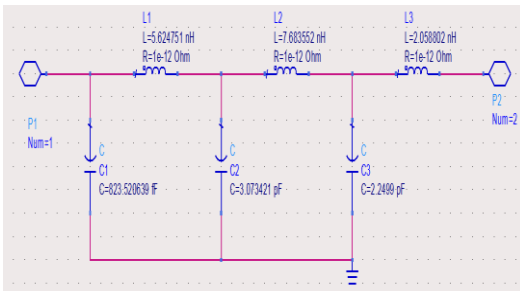 L1
L=5.624751 nH
R=1e-12 Ohm
L2
L=7.683552 nH
R=1e-12 Ohm
L3
L=2.058802 nH
R=1e-12 Ohm
P1
Num=1
P2
Num=2
C
C1
C=823.520639 fF
C
C2
C=3.073421 pF
C
C3
C=2.2499 pF